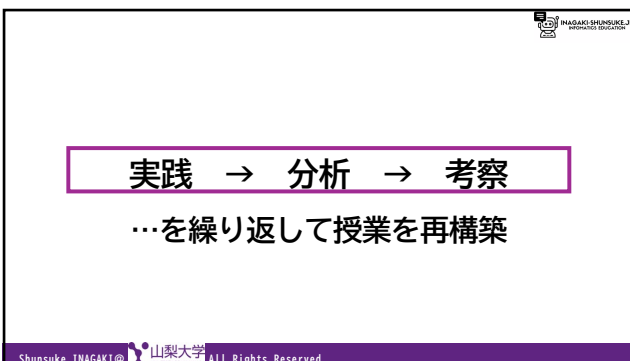 INAGAKI-SHUNSUKE.J
INFOMATICS EDUCATION
実践 → 分析 → 考察
…を繰り返して授業を再構築
Shunsuke INAGAKI@ 山梨大学 All Rights Reserved